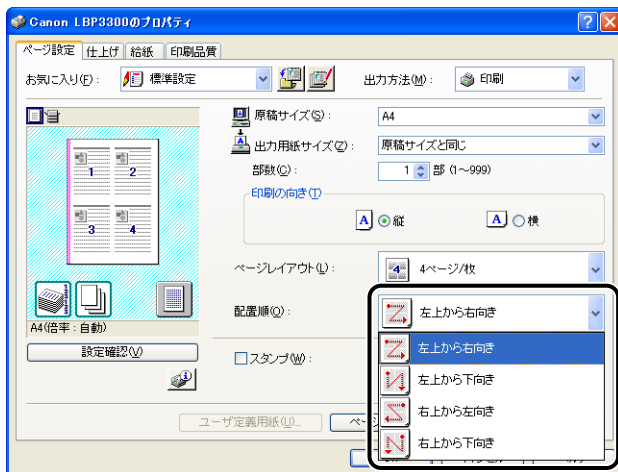 Canon LBP3300のプロパティ
ページ設定 仕上げ 給紙 印刷品質
お気に入り(F): 標準設定 出力方法(M): 印刷
原稿サイズ(S): A4
出力用紙サイズ(Z): 原稿サイズと同じ
部数(C): 1 部 (1~999)
印刷の向き(T)
A 縦 A 横
1 2
3 4
ページレイアウト(L): 4 4ページ/枚
配置順(O): 左上から右向き
A4(倍率:自動)
設定確認(V)
スタンプ(W):
左上から右向き
左上から下向き
右上から左向き
右上から下向き
ユーザ定義用紙(U)...